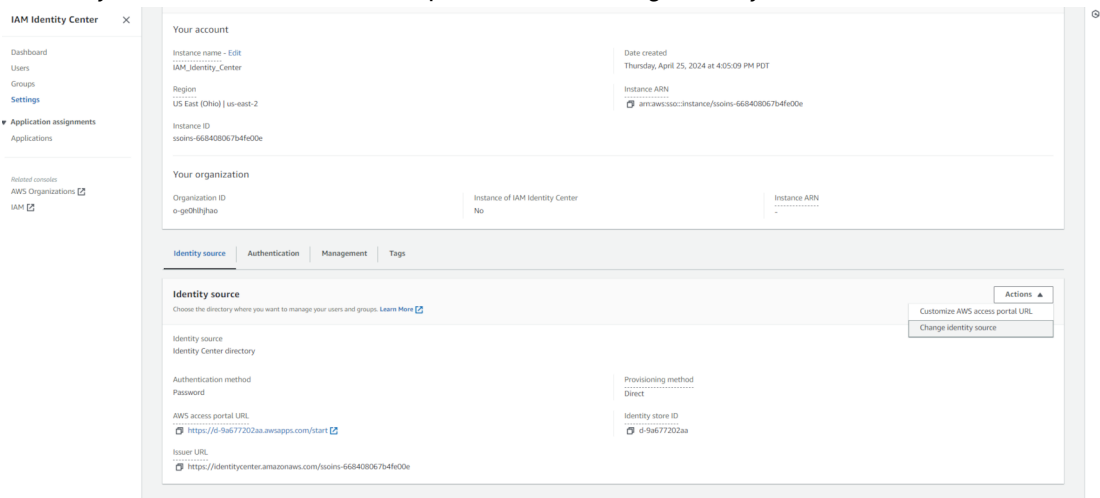 IAM Identity Center
Dashboard
Users
Groups
Settings
Application assignments
Applications
Related consoles
AWS Organizations
IAM
Your account
Instance name - Edit
IAM_Identity_Center
Date created
Thursday, April 25, 2024 at 4:05:09 PM PDT
Region
US East (Ohio) | us-east-2
Instance ARN
arn:aws:sso:::instance/ssoins-668408067b4fe00e
Instance ID
ssoins-668408067b4fe00e
Your organization
Organization ID
o-ge0hlhjhao
Instance of IAM Identity Center
No
Instance ARN
-
Identity source
Authentication
Management
Tags
Identity source
Actions
Choose the directory where you want to manage your users and groups. Learn More
Customize AWS access portal URL
Change identity source
Identity source
Identity Center directory
Authentication method
Password
Provisioning method
Direct
AWS access portal URL
https://d-9a677202aa.awsapps.com/start
Identity store ID
d-9a677202aa
Issuer URL
https://identitycenter.amazonaws.com/ssoins-668408067b4fe00e